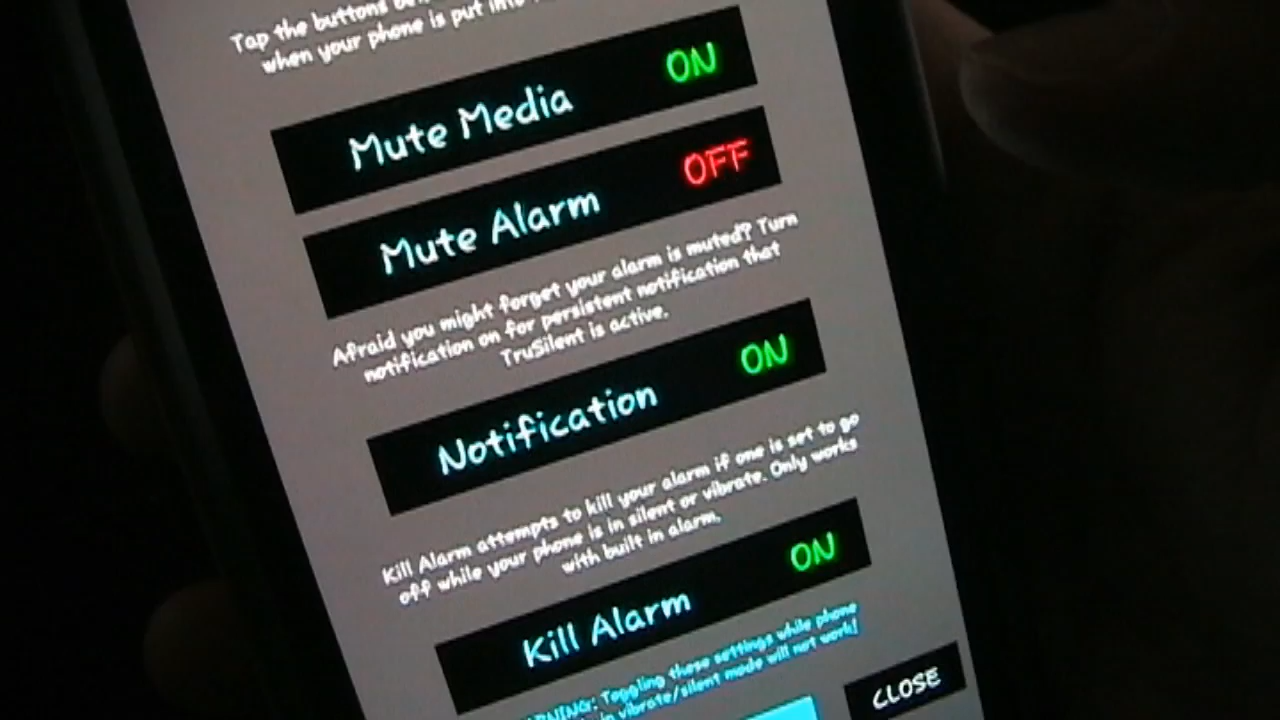 Tap the buttons
when your phone is put into
Mute Media ON
Mute Alarm OFF
Afraid you might forget your alarm is muted? Turn
notification on for persistent notification that
TruSilent is active.
Notification ON
Kill Alarm attempts to kill your alarm if one is set to go
off while your phone is in silent or vibrate. Only works
with built in alarm.
Kill Alarm ON
Toggling these settings while phone
in vibrate/silent mode will not work!
CLOSE